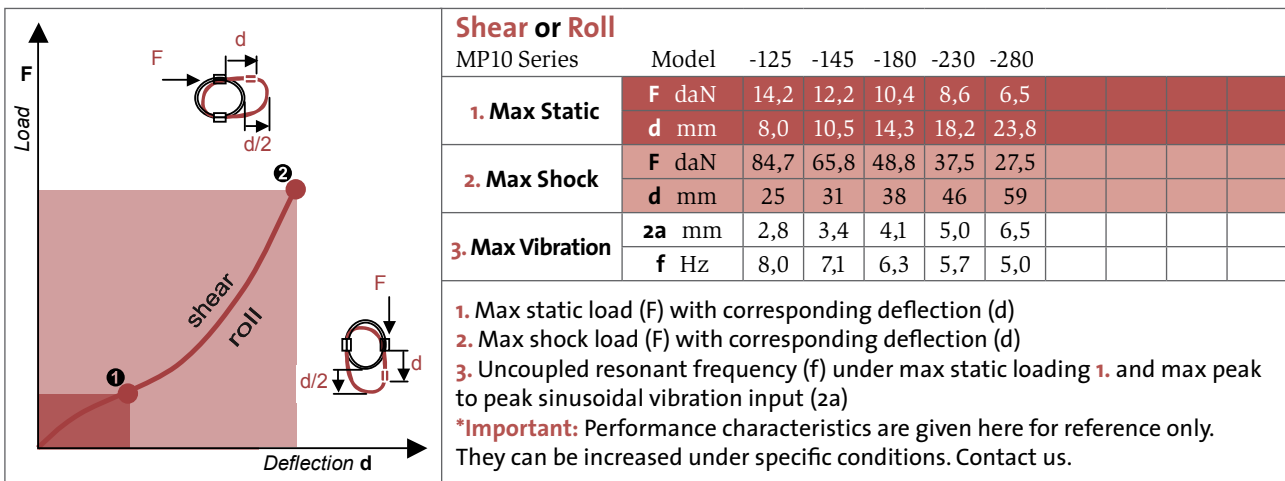 F
Load
F
d
d/2
❷
shear
roll
❶
F
d
d/2
Deflection d
Shear or Roll
MP10 Series Model -125 -145 -180 -230 -280
1. Max Static
F daN 14,2 12,2 10,4 8,6 6,5
d mm 8,0 10,5 14,3 18,2 23,8
2. Max Shock
F daN 84,7 65,8 48,8 37,5 27,5
d mm 25 31 38 46 59
3. Max Vibration
2a mm 2,8 3,4 4,1 5,0 6,5
f Hz 8,0 7,1 6,3 5,7 5,0
1. Max static load (F) with corresponding deflection (d)
2. Max shock load (F) with corresponding deflection (d)
3. Uncoupled resonant frequency (f) under max static loading 1. and max peak
to peak sinusoidal vibration input (2a)
*Important: Performance characteristics are given here for reference only.
They can be increased under specific conditions. Contact us.